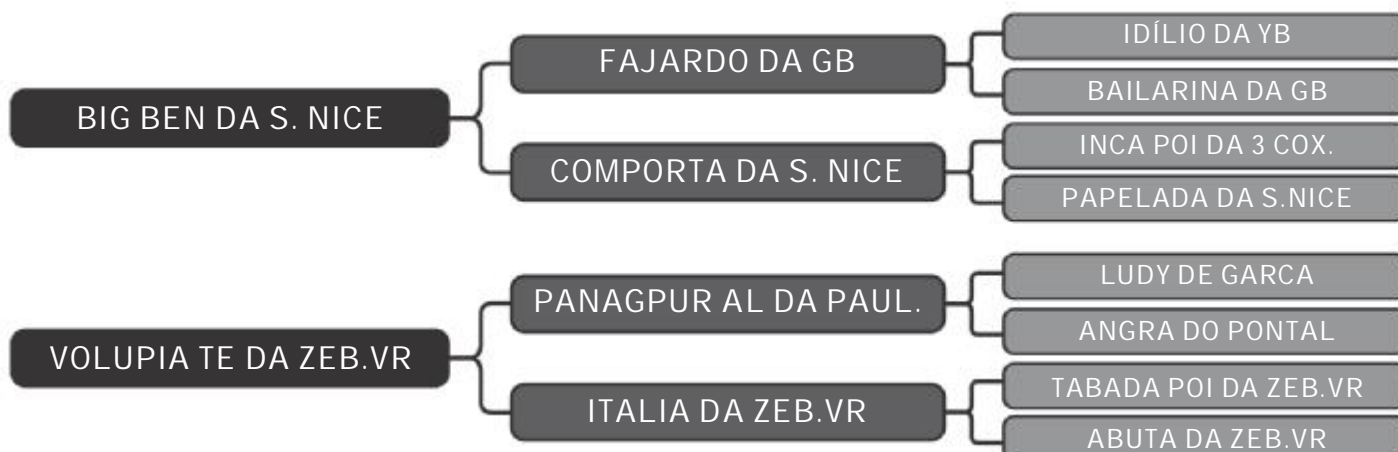 BIG BEN DA S. NICE
FAJARDO DA GB
IDÍLIO DA YB
BAILARINA DA GB
COMPORTA DA S. NICE
INCA POI DA 3 COX.
PAPELADA DA S.NICE
VOLUPIA TE DA ZEB.VR
PANAGPUR AL DA PAUL.
LUDY DE GARCA
ANGRA DO PONTAL
ITALIA DA ZEB.VR
TABADA POI DA ZEB.VR
ABUTA DA ZEB.VR